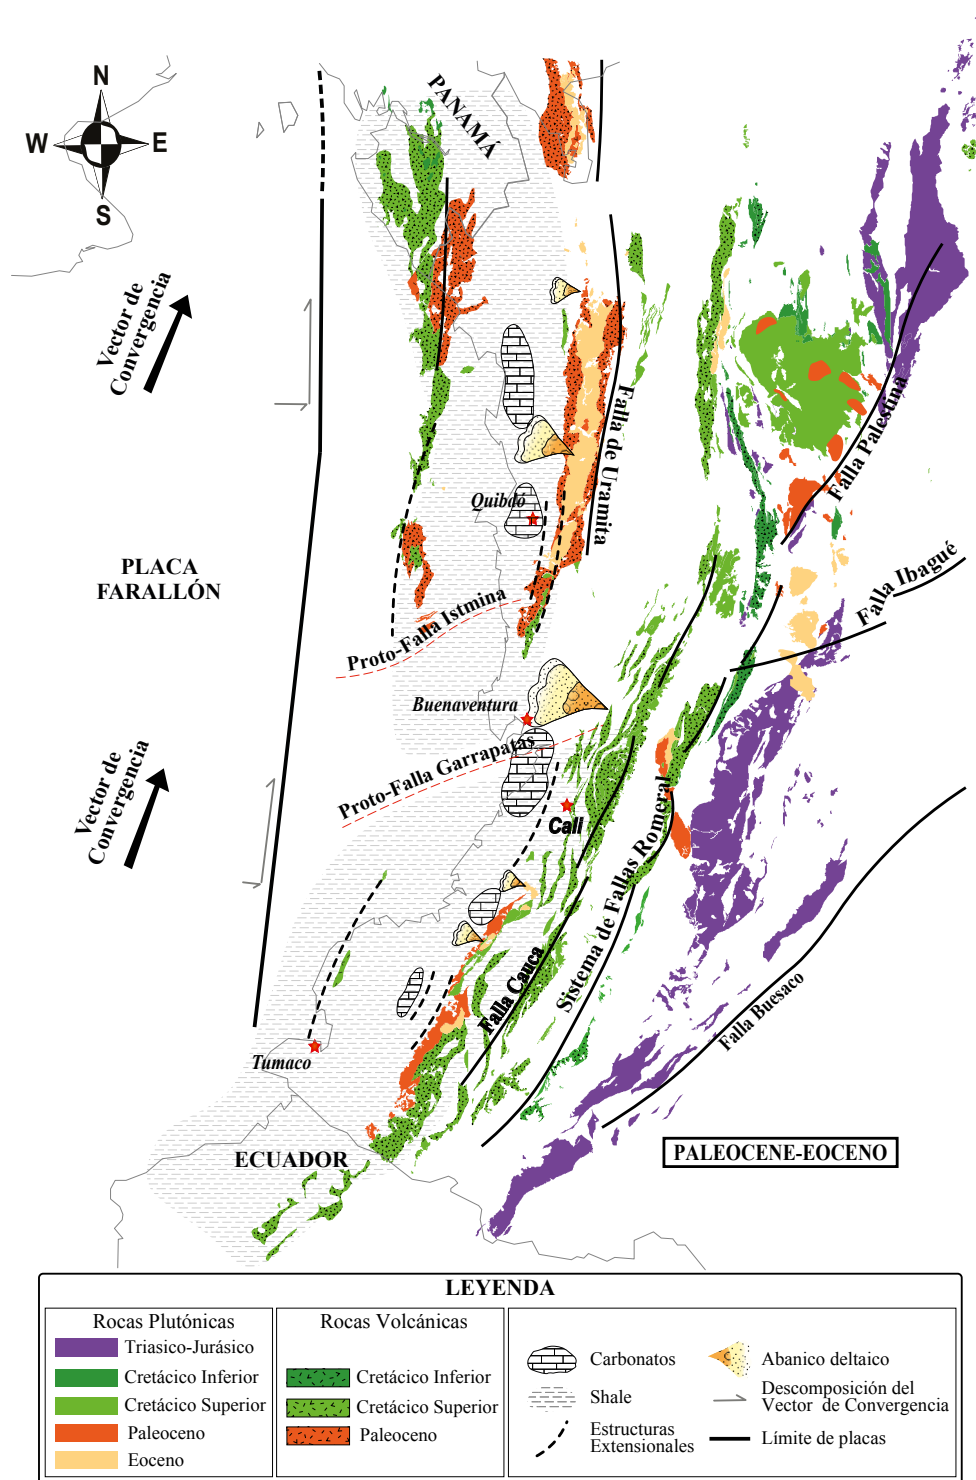 N
W
E
S
PANAMÁ
Vector de
Convergencia
Falla de Uramita
Falla Palestina
Quibdó
PLACA
FARALLÓN
Falla Ibagué
Proto-Falla Istmina
Buenaventura
Proto-Falla Garrapatas
Vector de
Convergencia
Cali
Sistema de Fallas Romeral
Falla Cauca
Falla Buesaco
Tumaco
ECUADOR
PALEOCENE-EOCENO
LEYENDA
Rocas Plutónicas
Triasico-Jurásico
Cretácico Inferior
Cretácico Superior
Paleoceno
Eoceno
Rocas Volcánicas
Cretácico Inferior
Cretácico Superior
Paleoceno
Carbonatos
Shale
Estructuras
Extensionales
Abanico deltaico
Descomposición del
Vector de Convergencia
Límite de placas